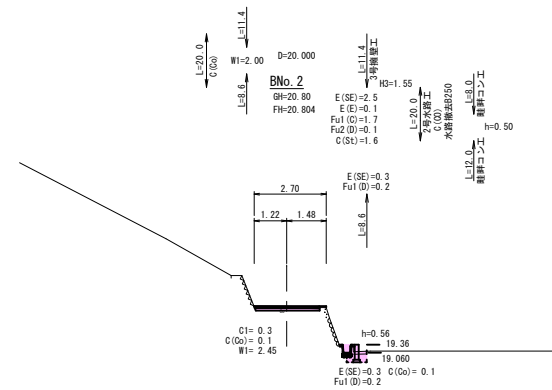 L=20.0
C(Co)
L=11.4
W1=2.00
L=8.6
D=20.000
BNo.2
GH=20.80
FH=20.804
L=11.4
3号擁壁工
H3=1.55
E(SE)=2.5
E(E)=0.1
Fu1(C)=1.7
Fu2(D)=0.1
C(St)=1.6
L=20.0
2号水路工
C(CO)
水路撤去B250
L=8.0
畦畔コン工
h=0.50
L=12.0
畦畔コン工
E(SE)=0.3
Fu1(D)=0.2
L=8.6
2.70
1.22
1.48
C1= 0.3
C(Co)= 0.1
W1= 2.45
h=0.56
19.36
19.060
E(SE)=0.3 C(Co)= 0.1
Fu1(D)=0.2